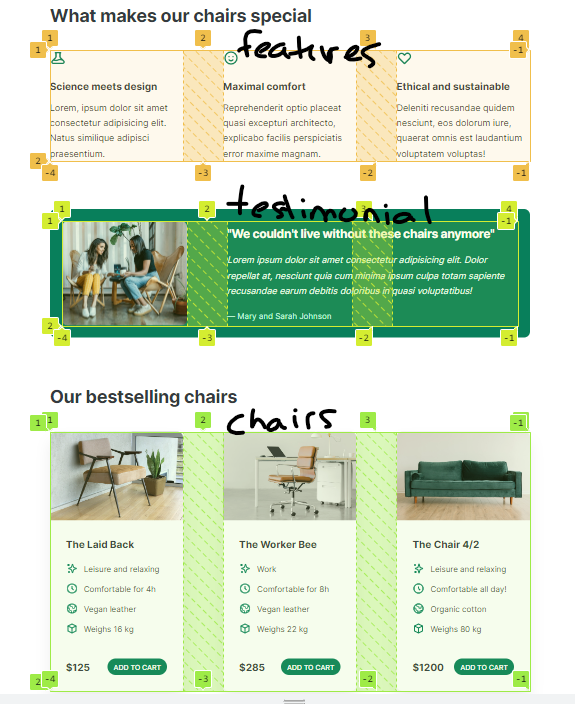 What makes our chairs special
1 2 3 4
1 features -1
Science meets design Maximal comfort Ethical and sustainable
Lorem, ipsum dolor sit amet Reprehenderit optio placeat Deleniti recusandae quidem
consectetur adipisicing elit. quasi excepturi architecto, nesciunt, eos dolorum iure,
Natus similique adipisci explicabo facilis perspiciatis quaerat omnis est laudantium
praesentium. error maxime magnam. voluptatem voluptas!
2 -4 -3 -2 -1
testimonial
1 2 3 4
1 -1
"We couldn't live without these chairs anymore"
Lorem ipsum dolor sit amet consectetur adipisicing elit. Dolor
repellat at, nesciunt quia cum minima ipsum culpa totam sapiente
recusandae earum debitis doloribus in quasi voluptatibus!
— Mary and Sarah Johnson
2 -4 -3 -2 -1
Our bestselling chairs
chairs
1 1 2 3 -1
The Laid Back The Worker Bee The Chair 4/2
Leisure and relaxing Work Leisure and relaxing
Comfortable for 4h Comfortable for 8h Comfortable all day!
Vegan leather Vegan leather Organic cotton
Weighs 16 kg Weighs 22 kg Weighs 80 kg
$125 ADD TO CART $285 ADD TO CART $1200 ADD TO CART
2 -4 -3 -2 -1